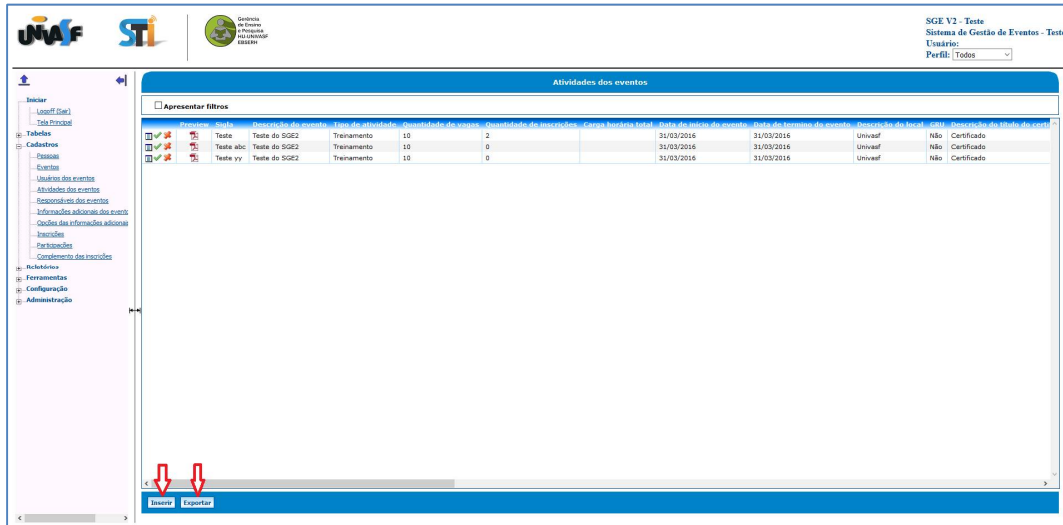 UNIVASF
STI
Gerência
de Ensino
e Pesquisa
HU-UNIVASF
EBSERH
SGE V2 - Teste
Sistema de Gestão de Eventos - Teste
Usuário:
Perfil: Todos
Iniciar
Logoff (Sair)
Tela Principal
Tabelas
Cadastros
Pessoas
Eventos
Usuários dos eventos
Atividades dos eventos
Responsáveis dos eventos
Informações adicionais dos evento
Opções das informações adicionais
Inscrições
Participações
Complemento das inscrições
Relatórios
Ferramentas
Configuração
Administração
Atividades dos eventos
Apresentar filtros
Preview Sigla Descrição do evento Tipo de atividade Quantidade de vagas Quantidade de inscrições Carga horária total Data de inicio do evento Data de termino do evento Descrição do local GRU Descrição do título do certi
Teste Teste do SGE2 Treinamento 10 2 31/03/2016 31/03/2016 Univasf Não Certificado
Teste abc Teste do SGE2 Treinamento 10 0 31/03/2016 31/03/2016 Univasf Não Certificado
Teste yy Teste do SGE2 Treinamento 10 0 31/03/2016 31/03/2016 Univasf Não Certificado
Inserir Exportar